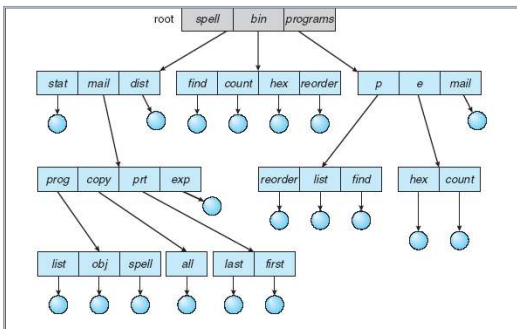 root spell bin programs
stat mail dist find count hex reorder p e mail
prog copy prt exp reorder list find hex count
list obj spell all last first